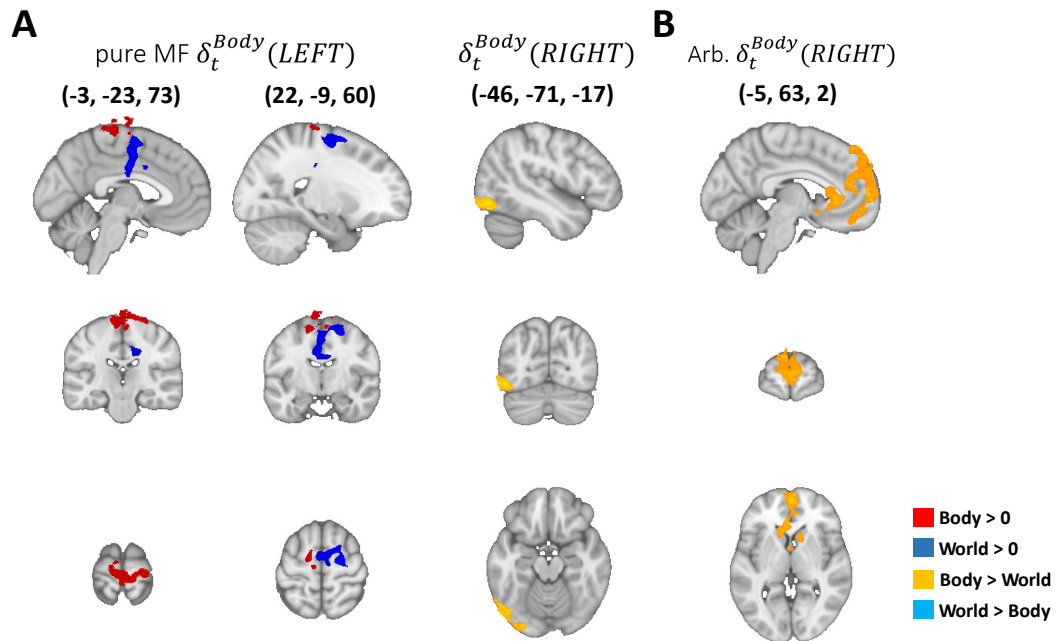 A
B
pure MF δ_t^Body (LEFT)
δ_t^Body (RIGHT)
Arb. δ_t^Body (RIGHT)
(-3, -23, 73)
(22, -9, 60)
(-46, -71, -17)
(-5, 63, 2)
Body > 0
World > 0
Body > World
World > Body